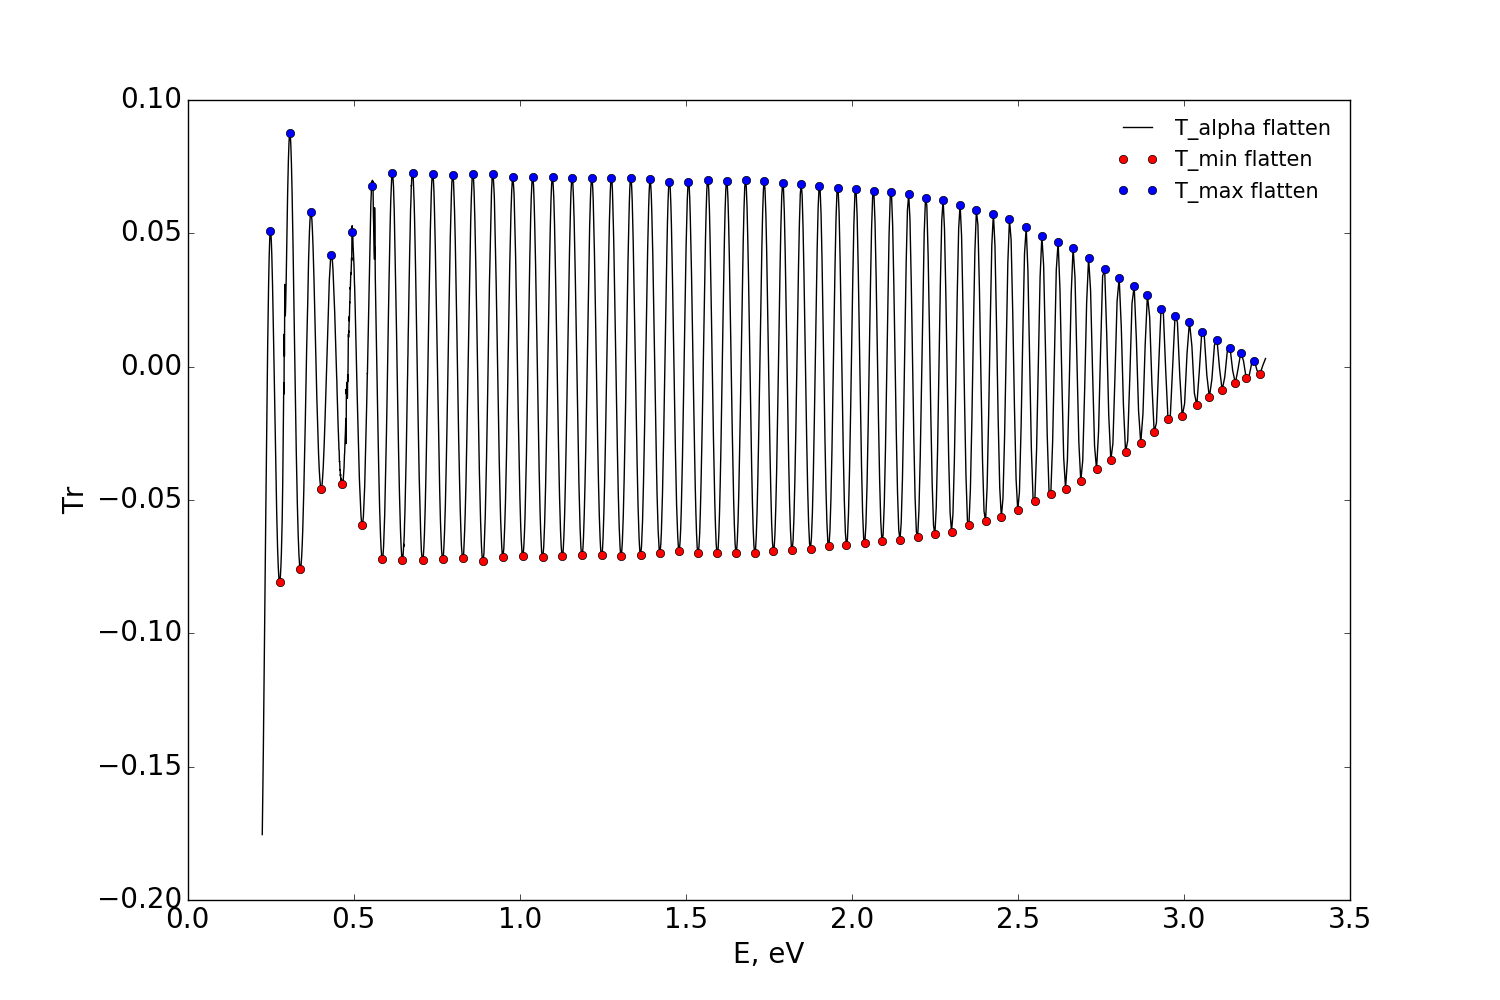 0.10
0.05
0.00
−0.05
−0.10
−0.15
−0.20
Tr
T_alpha flatten
T_min flatten
T_max flatten
0.0 0.5 1.0 1.5 2.0 2.5 3.0 3.5
E, eV